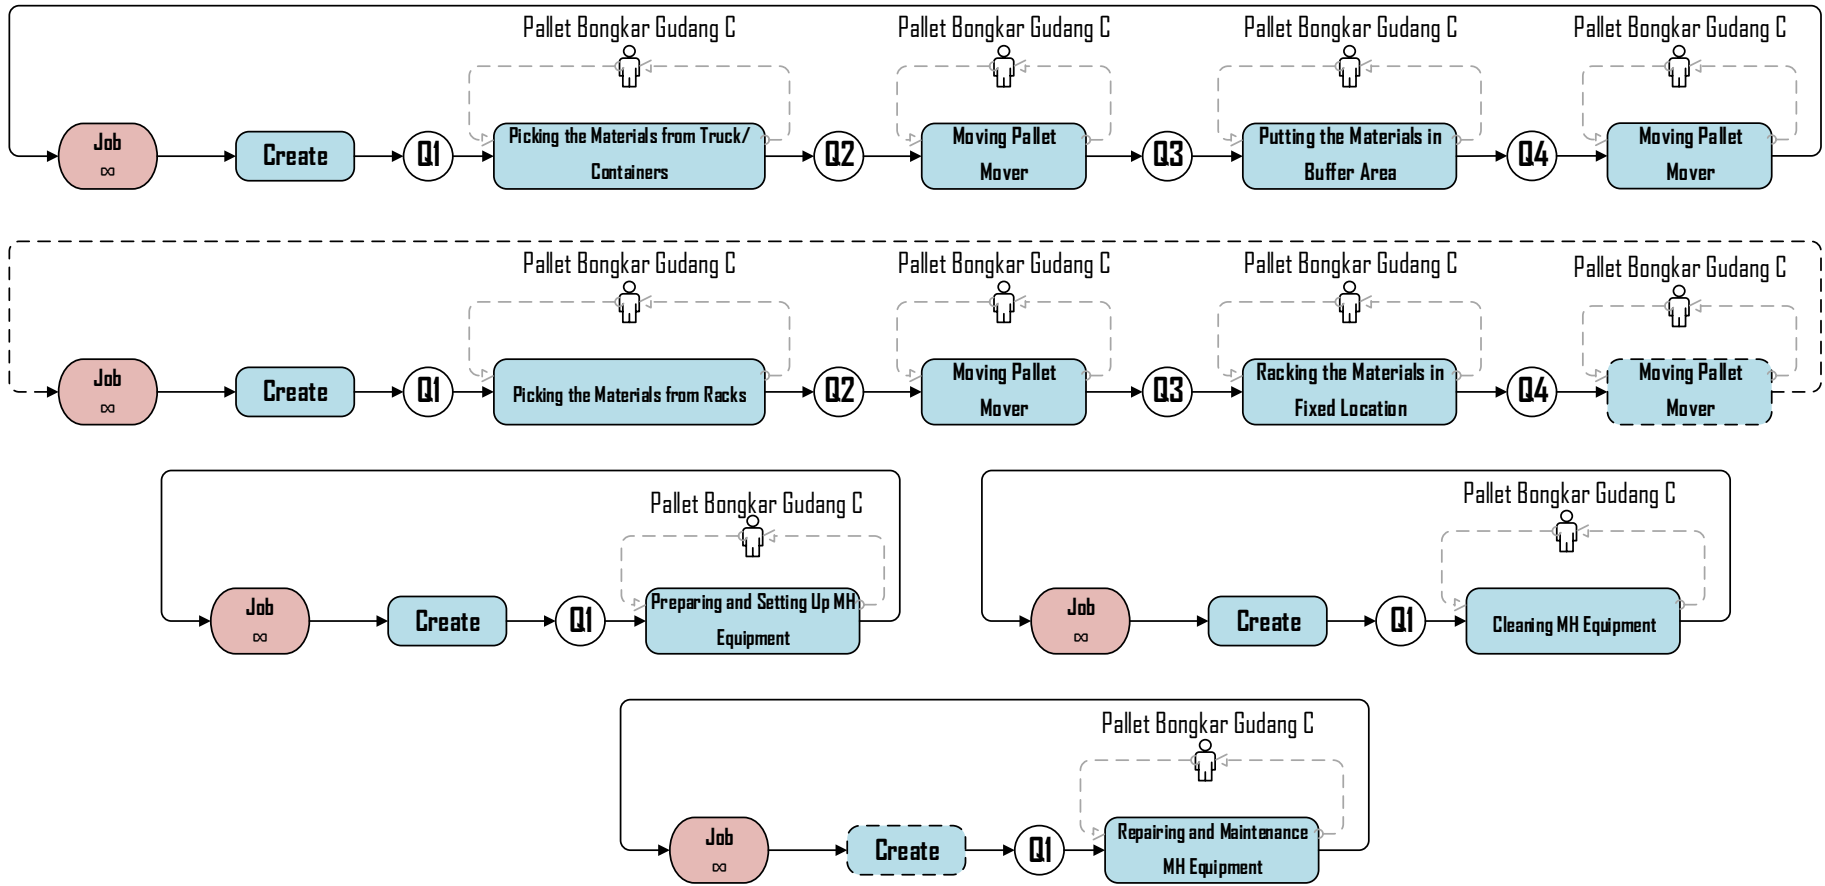 Pallet Bongkar Gudang C
Pallet Bongkar Gudang C
Pallet Bongkar Gudang C
Pallet Bongkar Gudang C
Job
∞
Create
Q1
Picking the Materials from Truck/
Containers
Q2
Moving Pallet
Mover
Q3
Putting the Materials in
Buffer Area
Q4
Moving Pallet
Mover
Pallet Bongkar Gudang C
Pallet Bongkar Gudang C
Pallet Bongkar Gudang C
Pallet Bongkar Gudang C
Job
∞
Create
Q1
Picking the Materials from Racks
Q2
Moving Pallet
Mover
Q3
Racking the Materials in
Fixed Location
Q4
Moving Pallet
Mover
Pallet Bongkar Gudang C
Job
∞
Create
Q1
Preparing and Setting Up MH
Equipment
Pallet Bongkar Gudang C
Job
∞
Create
Q1
Cleaning MH Equipment
Pallet Bongkar Gudang C
Job
∞
Create
Q1
Repairing and Maintenance
MH Equipment